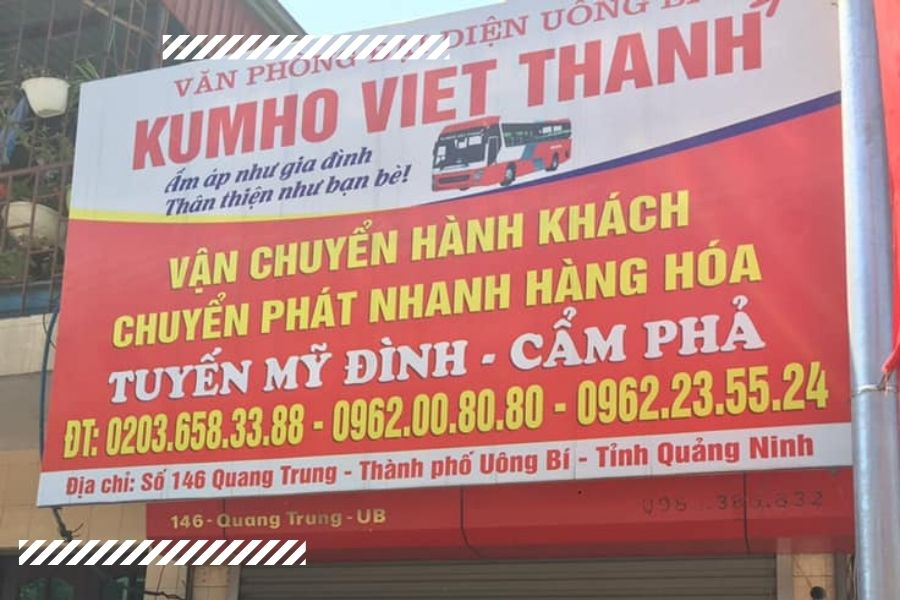 VĂN PHÒNG ĐẠI DIỆN UÔNG BÍ
KUMHO VIỆT THANH
Ấm áp như gia đình
Thân thiện như bạn bè!
VẬN CHUYỂN HÀNH KHÁCH
CHUYỂN PHÁT NHANH HÀNG HÓA
TUYẾN MỸ ĐÌNH - CẨM PHẢ
ĐT: 0203.658.33.88 - 0962.00.80.80 - 0962.23.55.24
Địa chỉ: Số 146 Quang Trung - Thành phố Uông Bí - Tỉnh Quảng Ninh
146 - Quang Trung - UB